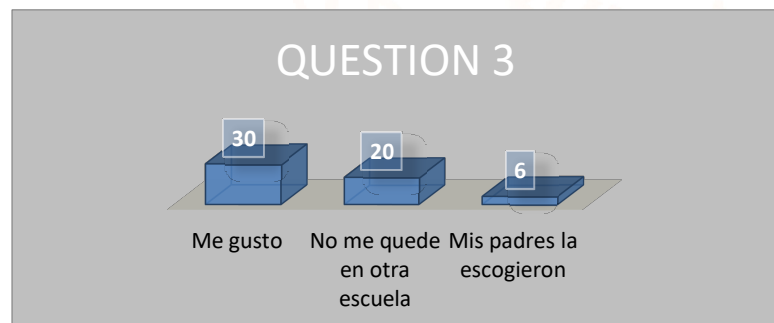 QUESTION 3
30
20
6
Me gusto
No me quede
en otra
escuela
Mis padres la
escogieron